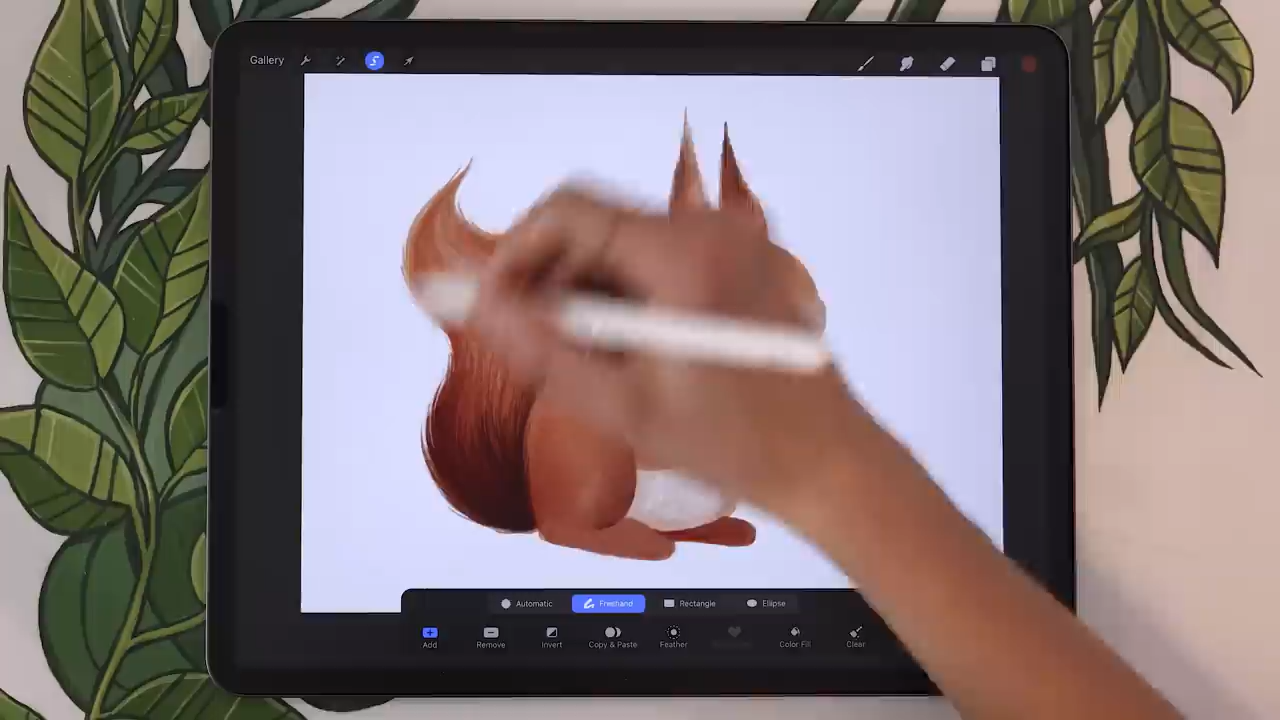 Gallery
Automatic Freehand Rectangle Ellipse
Add Remove Invert Copy & Paste Feather Color Fill Clear